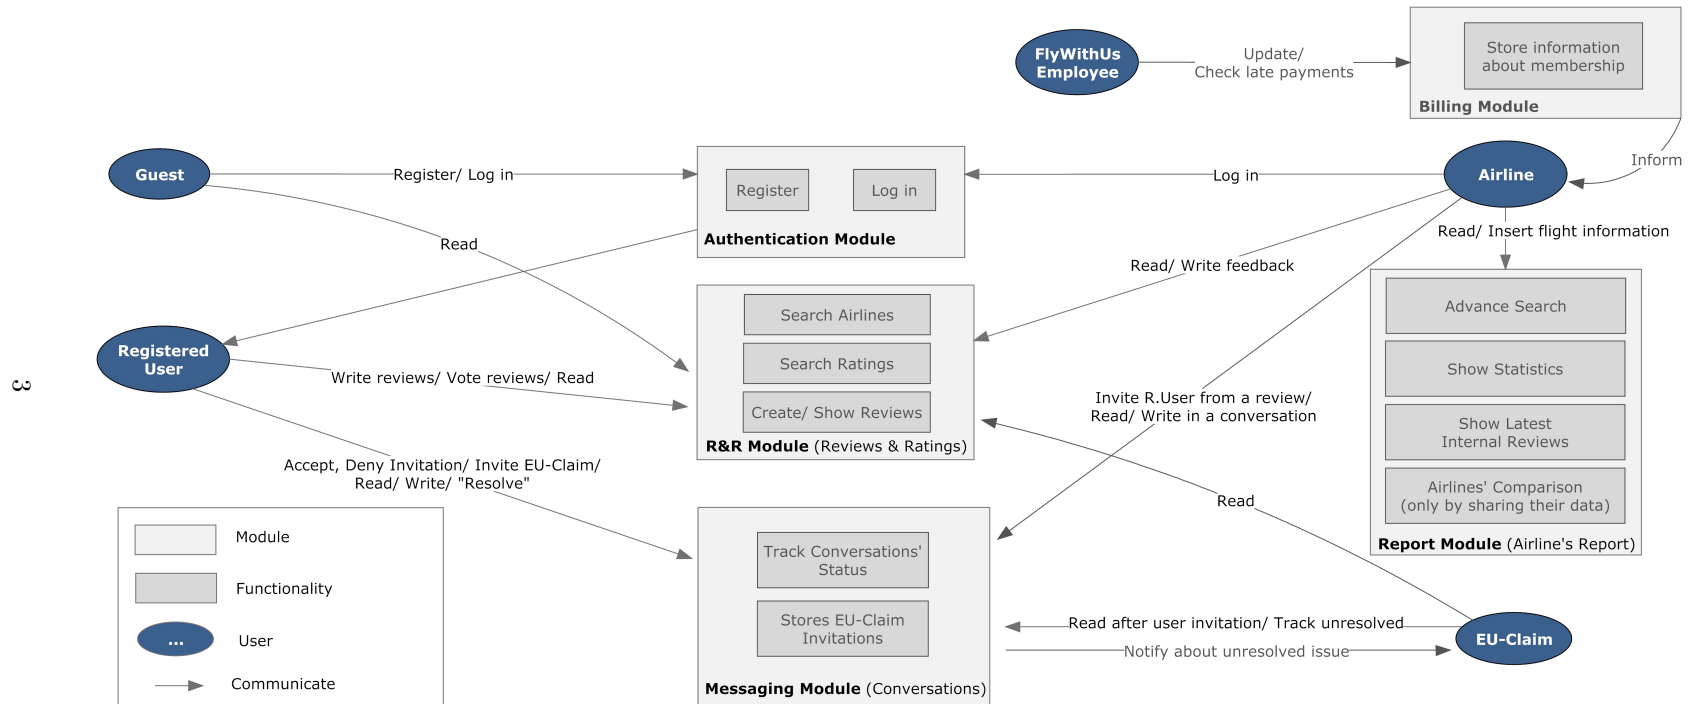 FlyWithUs
Employee
Update/
Check late payments
Store information
about membership
Billing Module
Inform
Guest
Register/ Log in
Register
Log in
Authentication Module
Log in
Airline
Read
Read/ Write feedback
Read/ Insert flight information
Registered
User
Write reviews/ Vote reviews/ Read
Search Airlines
Search Ratings
Create/ Show Reviews
R&R Module (Reviews & Ratings)
Invite R.User from a review/
Read/ Write in a conversation
Advance Search
Show Statistics
Show Latest
Internal Reviews
Airlines' Comparison
(only by sharing their data)
Report Module (Airline's Report)
3
Accept, Deny Invitation/ Invite EU-Claim/
Read/ Write/ "Resolve"
Read
Module
Functionality
...
User
Communicate
Track Conversations'
Status
Stores EU-Claim
Invitations
Messaging Module (Conversations)
Read after user invitation/ Track unresolved
Notify about unresolved issue
EU-Claim